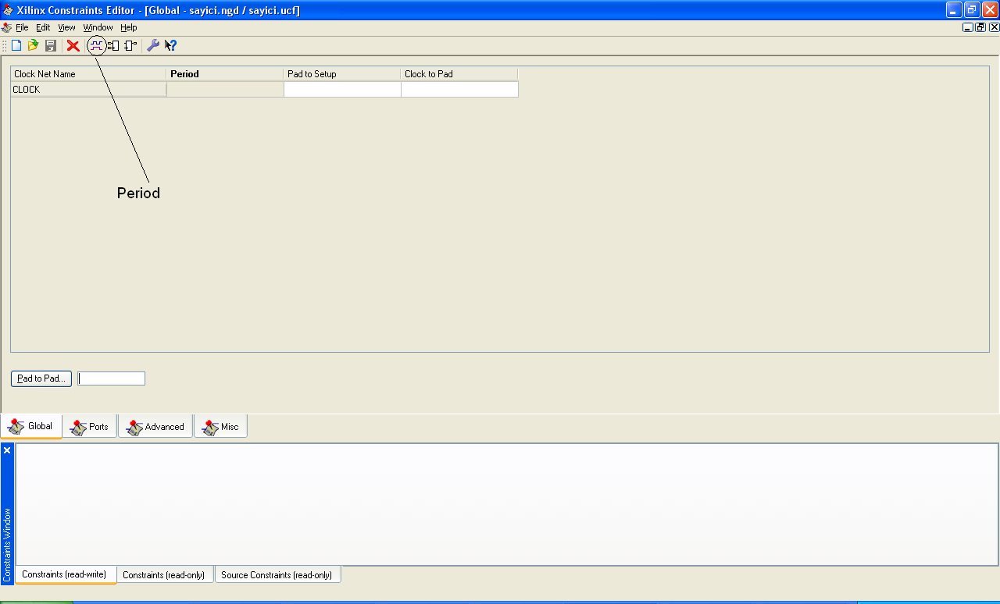 Xilinx Constraints Editor - [Global - sayici.ngd / sayici.ucf]
File Edit View Window Help
Clock Net Name Period Pad to Setup Clock to Pad
CLOCK
Period
Pad to Pad...
Global Ports Advanced Misc
Constraints Window
Constraints (read-write) Constraints (read-only) Source Constraints (read-only)